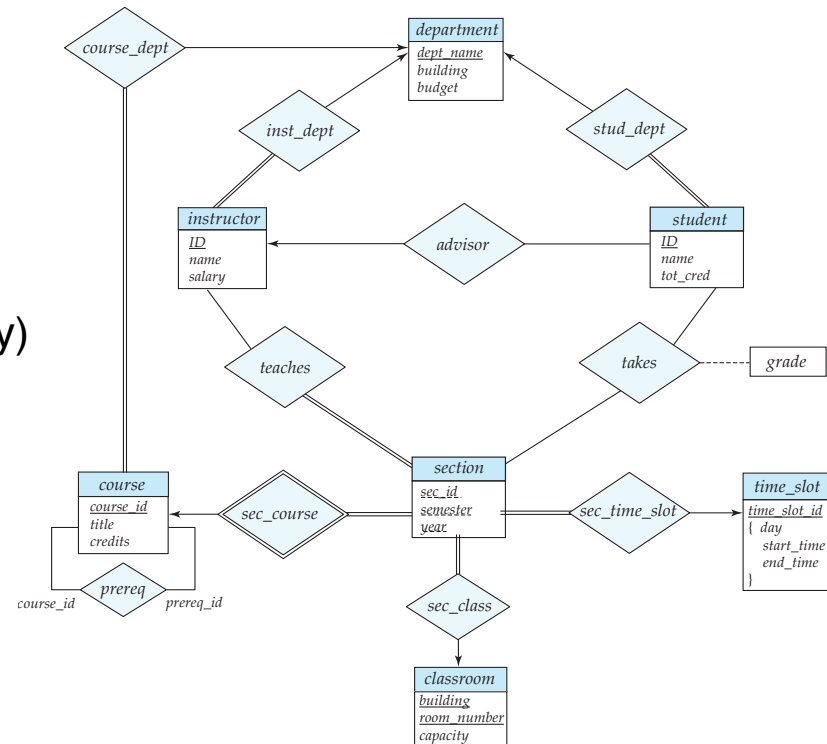 department
course_dept
dept_name
building
budget
inst_dept
stud_dept
instructor
ID
name
salary
advisor
student
ID
name
tot_cred
y)
teaches
takes
grade
section
sec_id
semester
year
course
course_id
title
credits
sec_course
sec_time_slot
time_slot
time_slot_id
{ day
start_time
end_time
}
prereq
course_id
prereq_id
sec_class
classroom
building
room_number
capacity